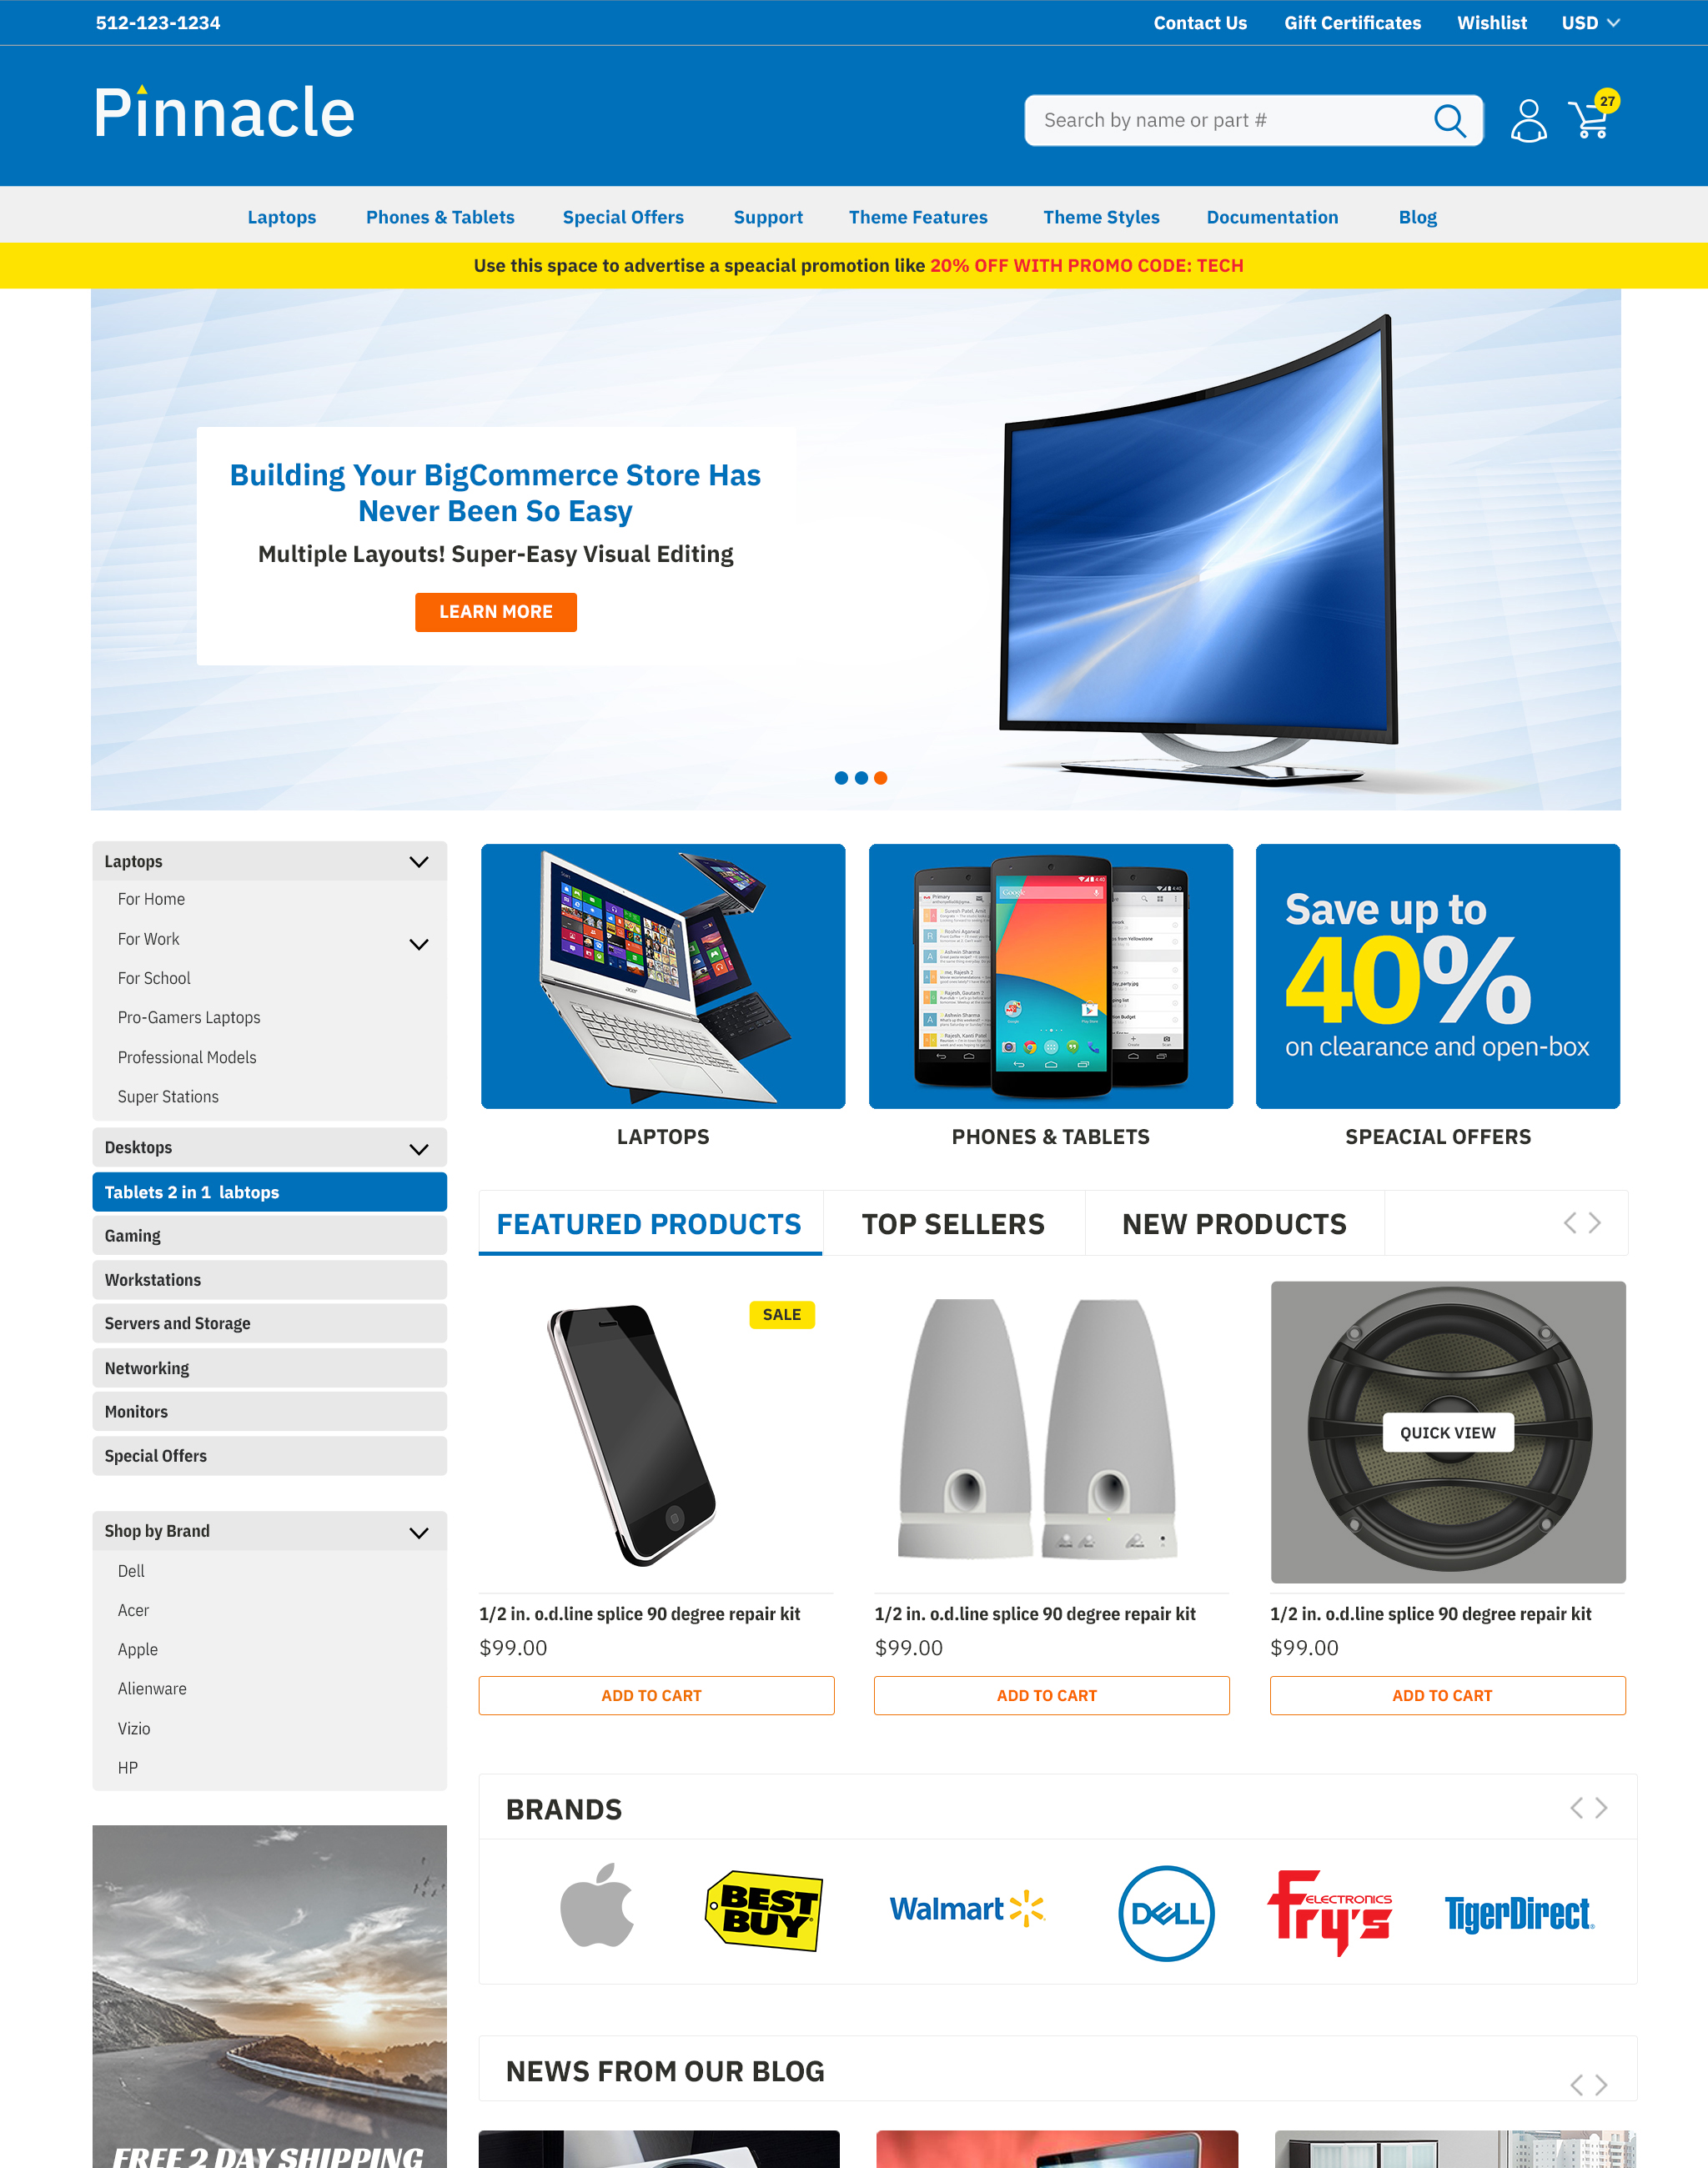 512-123-1234
Contact Us Gift Certificates Wishlist USD
Pinnacle
Search by name or part #
27
Laptops Phones & Tablets Special Offers Support Theme Features Theme Styles Documentation Blog
Use this space to advertise a speacial promotion like 20% OFF WITH PROMO CODE: TECH
Building Your BigCommerce Store Has
Never Been So Easy
Multiple Layouts! Super-Easy Visual Editing
LEARN MORE
Laptops
For Home
For Work
For School
Pro-Gamers Laptops
Professional Models
Super Stations
Desktops
Tablets 2 in 1 labtops
Gaming
Workstations
Servers and Storage
Networking
Monitors
Special Offers
Shop by Brand
Dell
Acer
Apple
Alienware
Vizio
HP
FREE 2 DAY SHIPPING
acer
Google
Save up to
40%
on clearance and open-box
LAPTOPS
PHONES & TABLETS
SPEACIAL OFFERS
FEATURED PRODUCTS
TOP SELLERS
NEW PRODUCTS
SALE
QUICK VIEW
1/2 in. o.d.line splice 90 degree repair kit
$99.00
ADD TO CART
1/2 in. o.d.line splice 90 degree repair kit
$99.00
ADD TO CART
1/2 in. o.d.line splice 90 degree repair kit
$99.00
ADD TO CART
BRANDS
BEST
BUY
Walmart
DELL
Fry's
ELECTRONICS
TigerDirect
NEWS FROM OUR BLOG